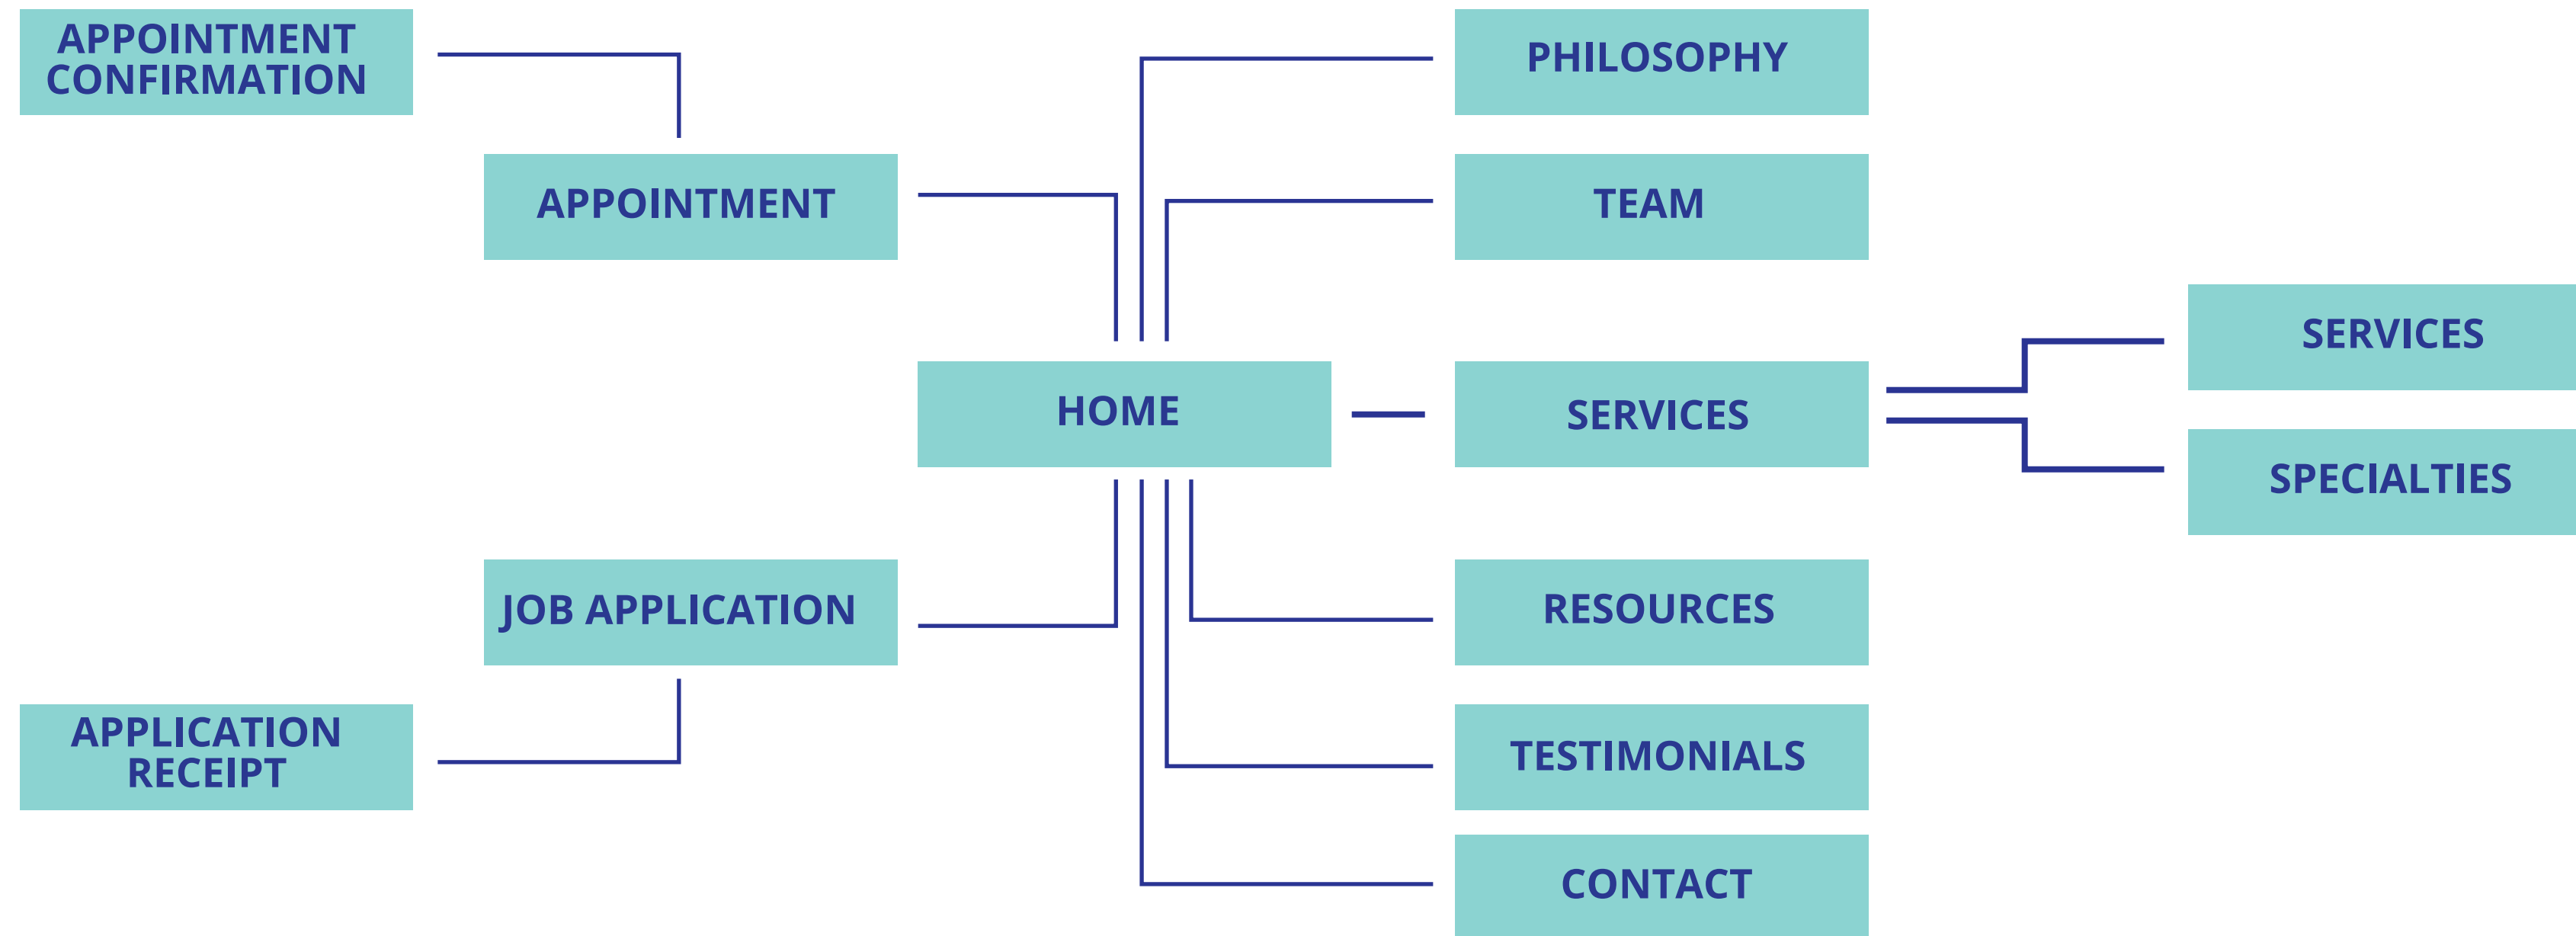 APPOINTMENT
CONFIRMATION
PHILOSOPHY
APPOINTMENT
TEAM
SERVICES
HOME
SERVICES
SPECIALTIES
JOB APPLICATION
RESOURCES
APPLICATION
RECEIPT
TESTIMONIALS
CONTACT